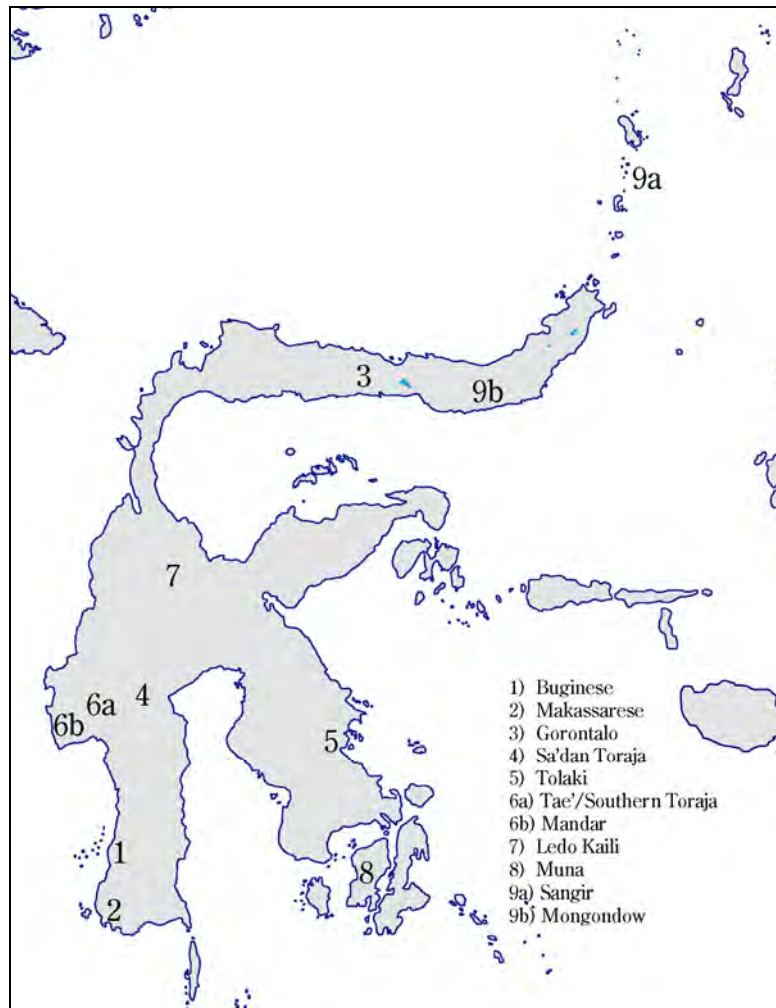 9a
3
9b
7
6a
4
6b
5
1
8
2
1) Buginese
2) Makassarese
3) Gorontalo
4) Sa'dan Toraja
5) Tolaki
6a) Tae'/Southern Toraja
6b) Mandar
7) Ledo Kaili
8) Muna
9a) Sangir
9b) Mongondow